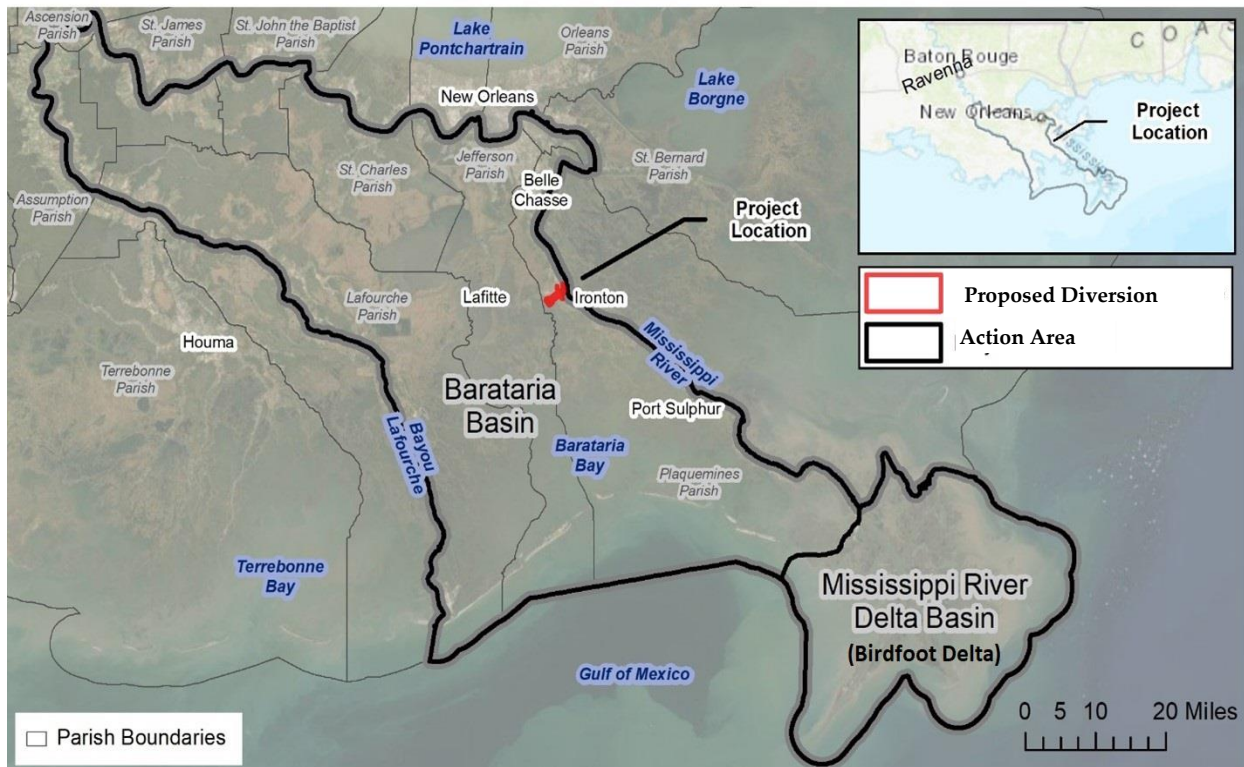 Ascension
Parish
St. James
Parish
St. John the Baptist
Parish
Lake
Pontchartrain
Orleans
Parish
New Orleans
Lake
Borgne
Jefferson
Parish
St. Charles
Parish
St. Bernard
Parish
Belle
Chasse
Assumption
Parish
Project
Location
Lafourche
Parish
Lafitte
Ironton
Houma
Terrebonne
Parish
Mississippi
River
Barataria
Basin
Port Sulphur
Bayou
Lafourche
Barataria
Bay
Plaquemines
Parish
Terrebonne
Bay
Mississippi River
Delta Basin
(Birdfoot Delta)
Gulf of Mexico
0 5 10 20 Miles
Parish Boundaries
COAS
Baton Rouge
Ravenna
New Orleans
Mississippi
Project
Location
Proposed Diversion
Action Area